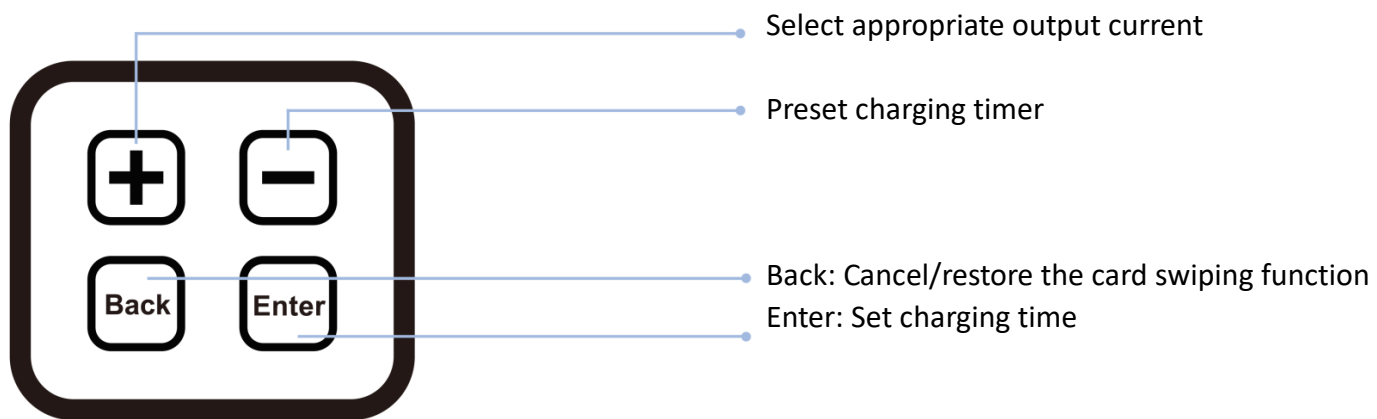 Select appropriate output current
Preset charging timer
+ −
Back: Cancel/restore the card swiping function
Back Enter
Enter: Set charging time